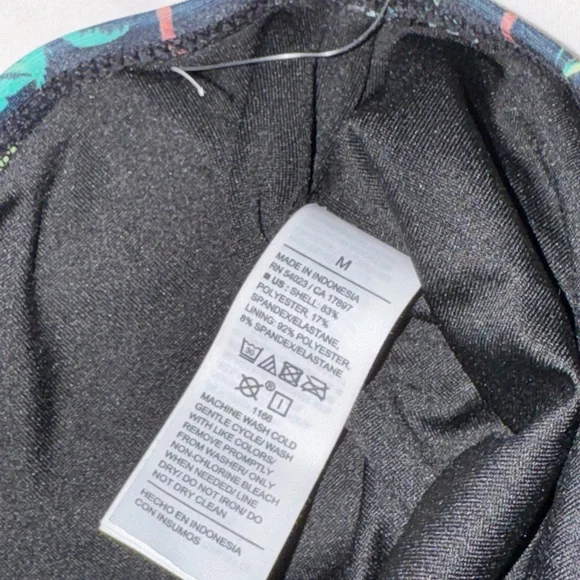 M
MADE IN INDONESIA
RN 54023 / CA 17897
■ US : SHELL: 83%
POLYESTER, 17%
SPANDEX/ELASTANE,
LINING: 92% POLYESTER,
8% SPANDEX/ELASTANE
30
®
1166
MACHINE WASH COLD
GENTLE CYCLE/ WASH
WITH LIKE COLORS/
REMOVE PROMPTLY
FROM WASHER/ ONLY
NON-CHLORINE BLEACH
WHEN NEEDED/ LINE
DRY/ DO NOT IRON/ DO
NOT DRY CLEAN
HECHO EN INDONESIA
CON INSUMOS